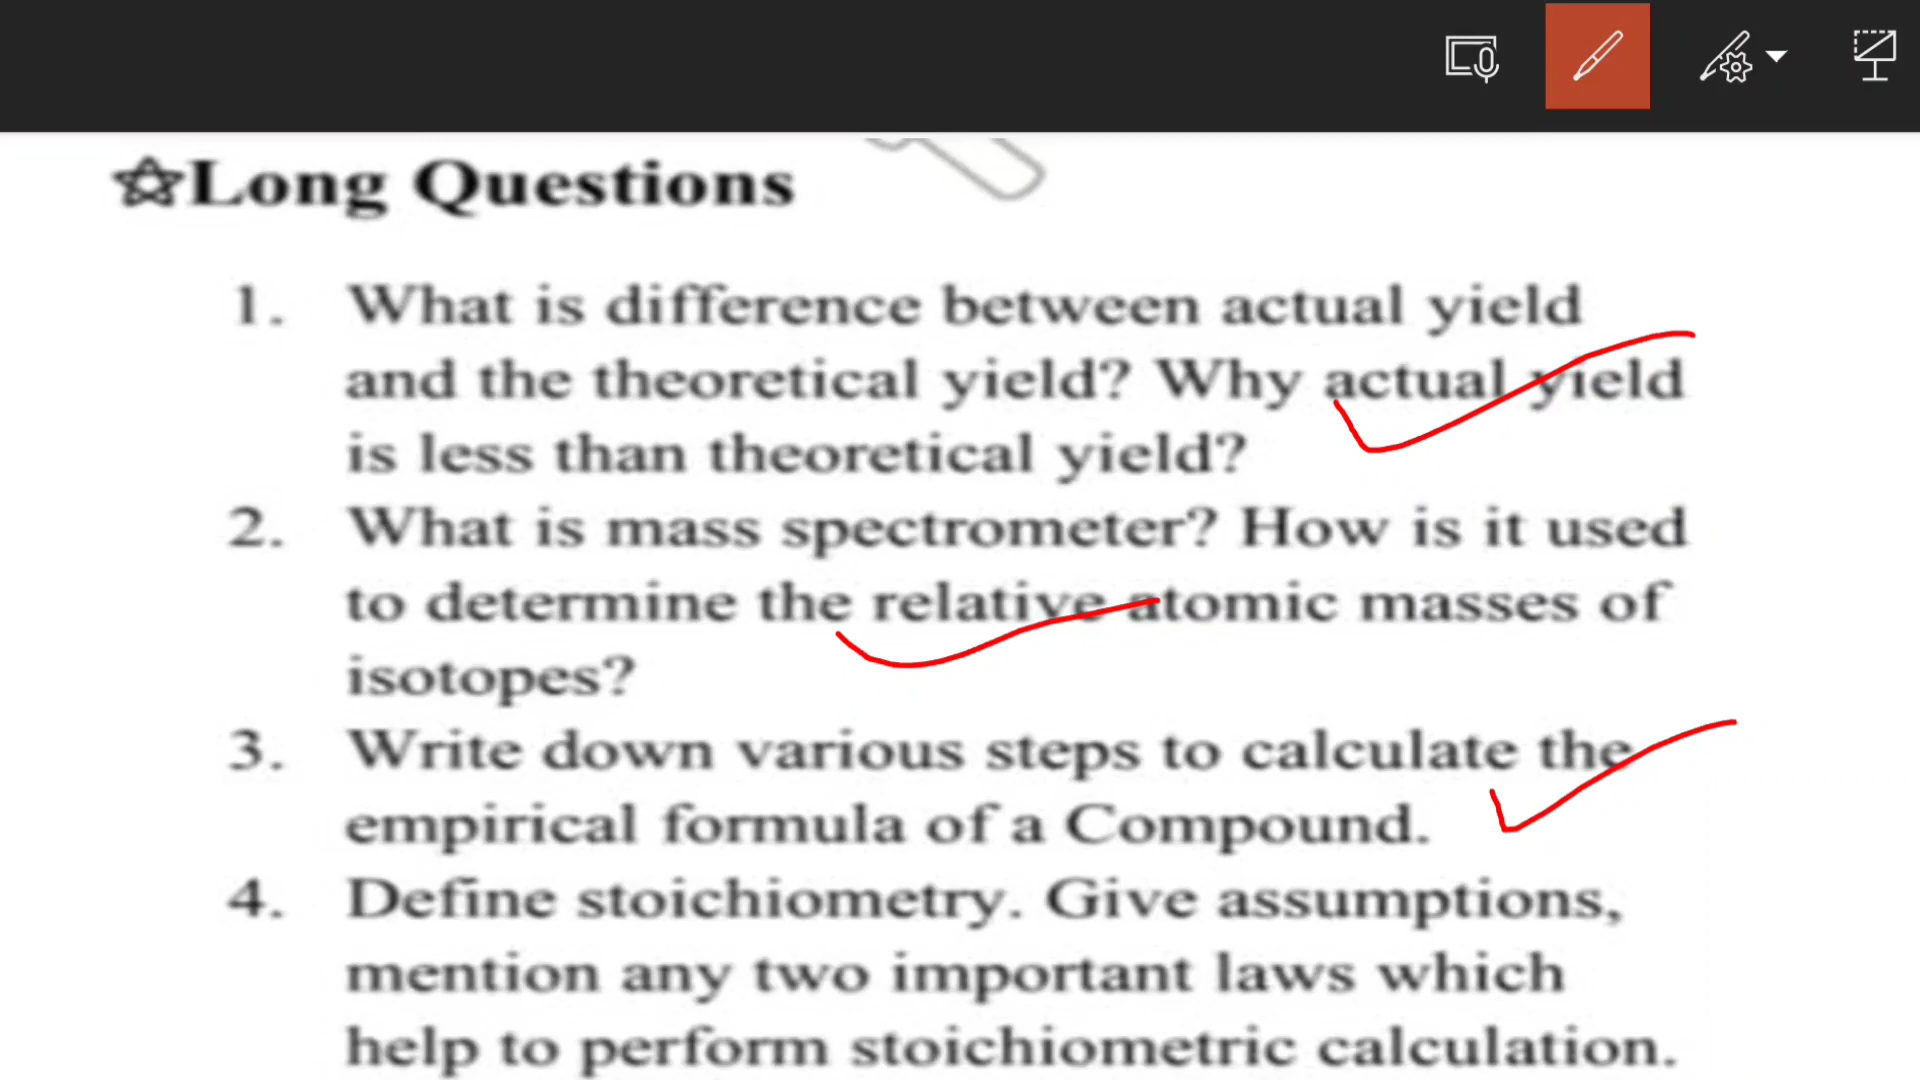 ☆Long Questions
1. What is difference between actual yield
and the theoretical yield? Why actual yield
is less than theoretical yield?
2. What is mass spectrometer? How is it used
to determine the relative atomic masses of
isotopes?
3. Write down various steps to calculate the
empirical formula of a Compound.
4. Define stoichiometry. Give assumptions,
mention any two important laws which
help to perform stoichiometric calculation.